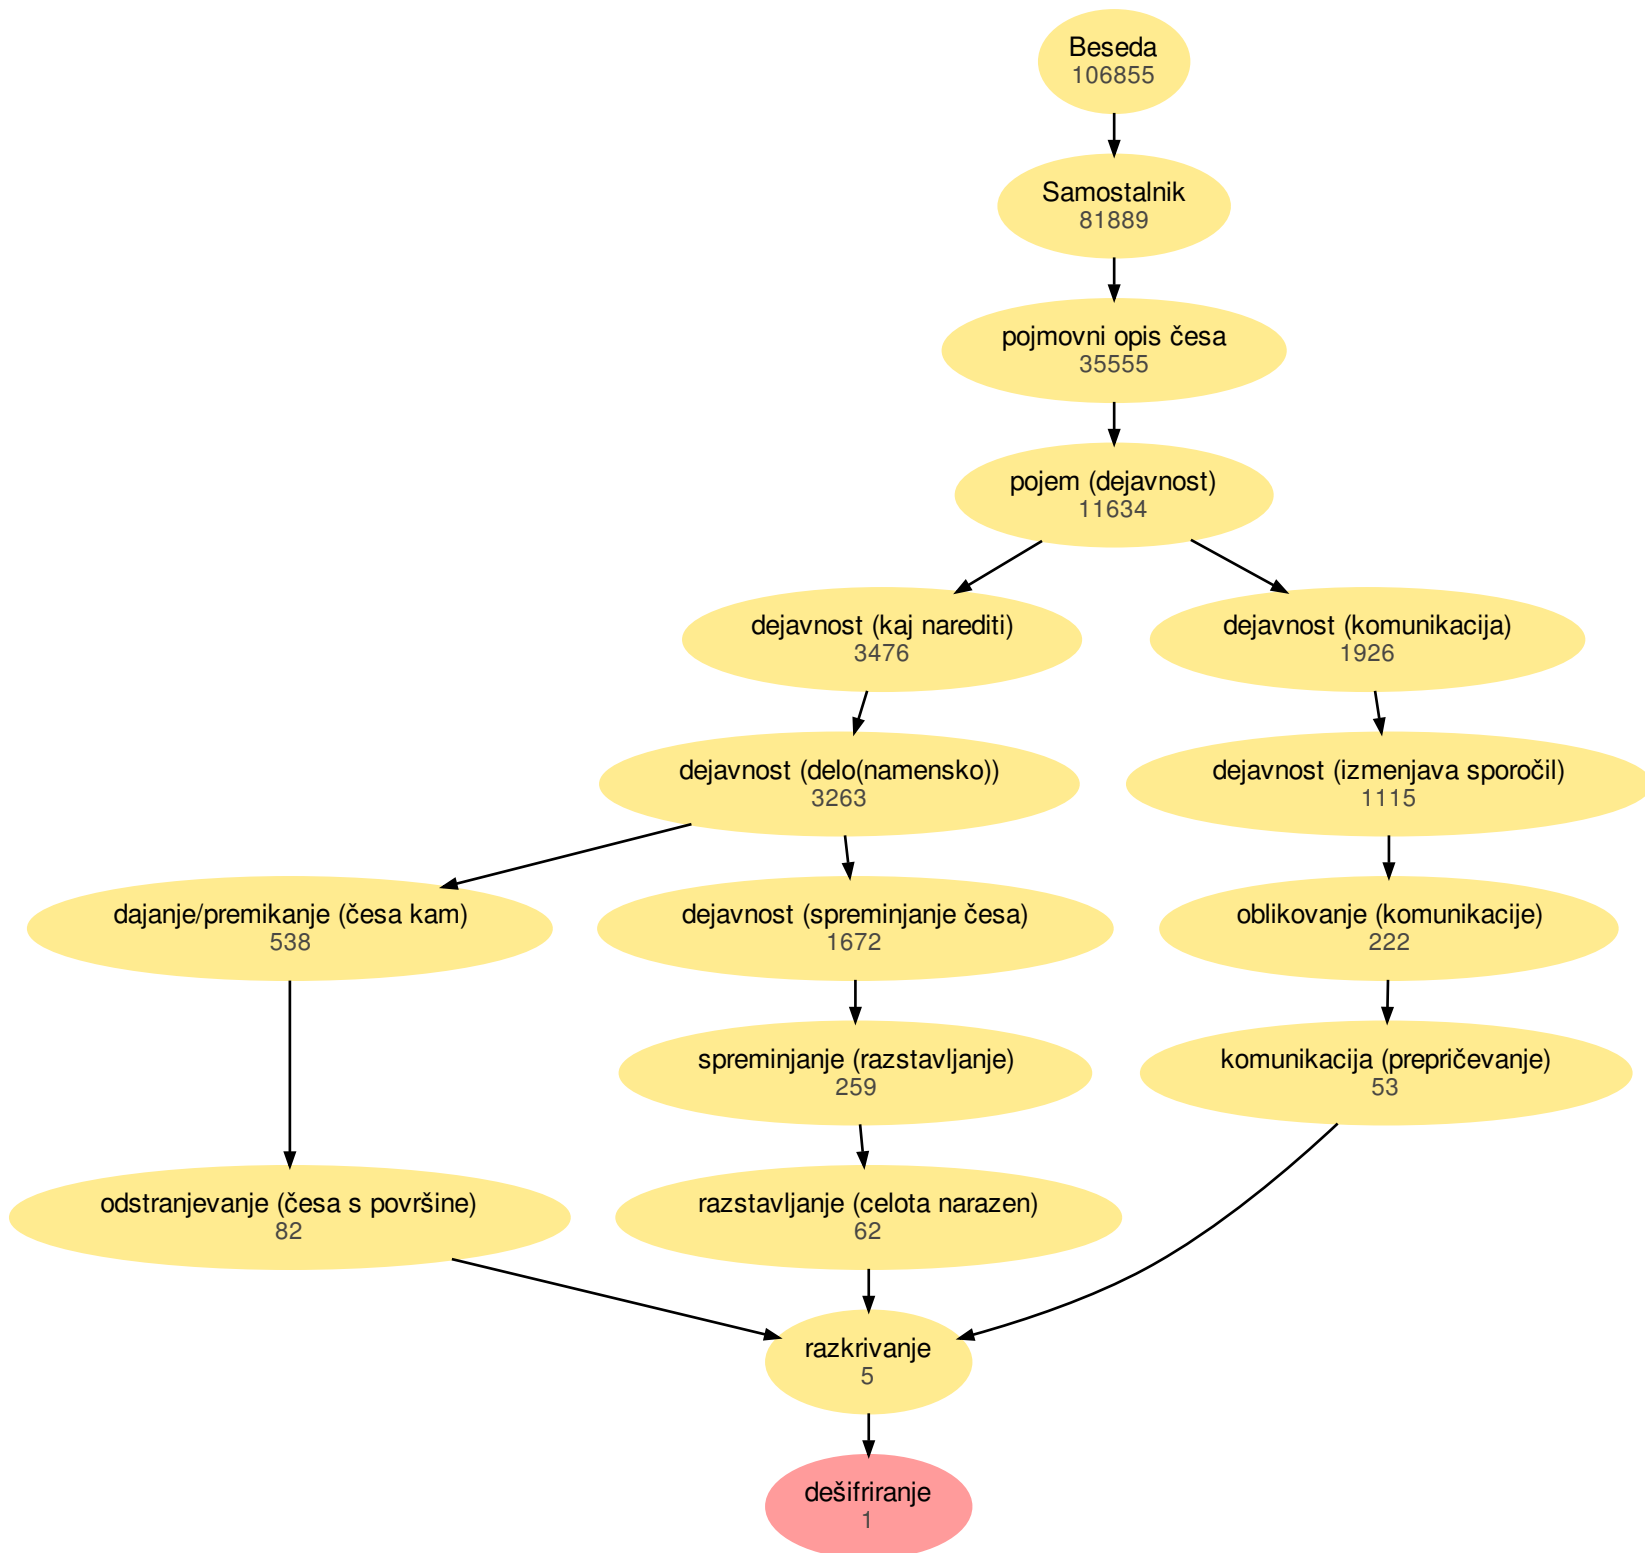 Beseda
106855
Samostalnik
81889
pojmovni opis česa
35555
pojem (dejavnost)
11634
dejavnost (kaj narediti)
3476
dejavnost (komunikacija)
1926
dejavnost (delo(namensko))
3263
dejavnost (izmenjava sporočil)
1115
dajanje/premikanje (česa kam)
538
dejavnost (spreminjanje česa)
1672
oblikovanje (komunikacije)
222
spreminjanje (razstavljanje)
259
komunikacija (prepričevanje)
53
odstranjevanje (česa s površine)
82
razstavljanje (celota narazen)
62
razkrivanje
5
dešifriranje
1